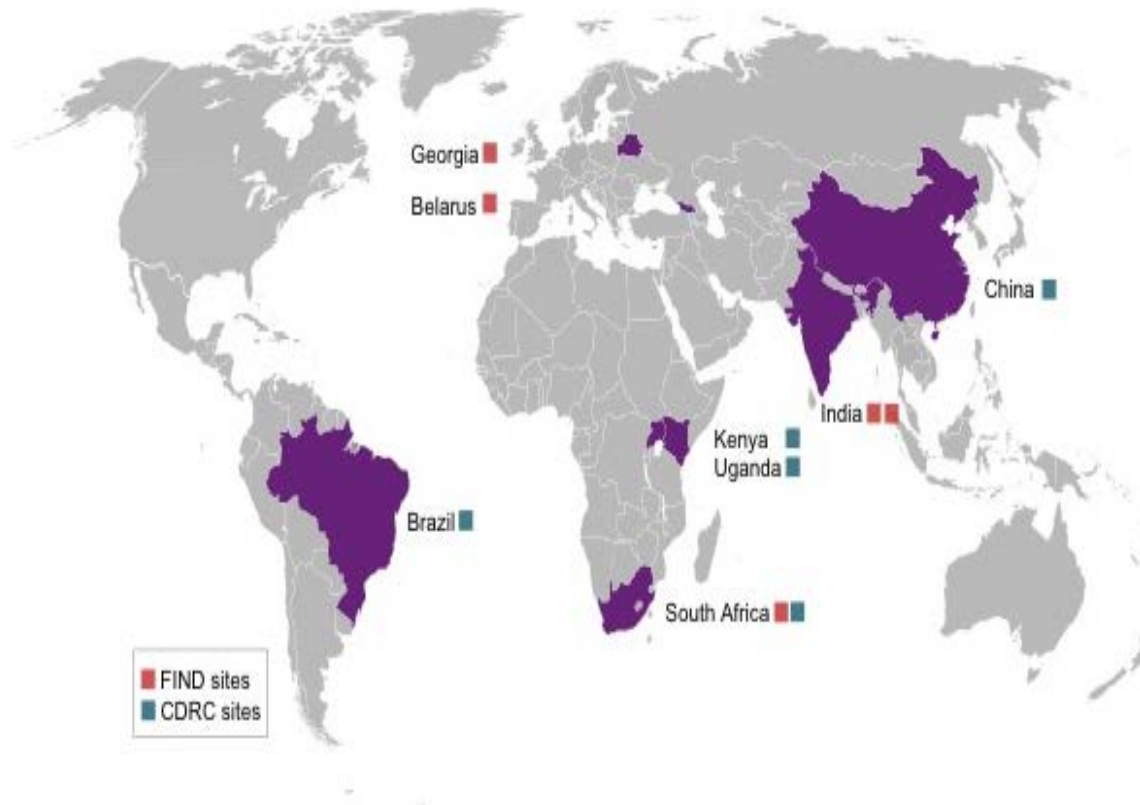 Georgia
Belarus
China
India
Kenya
Uganda
Brazil
South Africa
FIND sites
CDRC sites